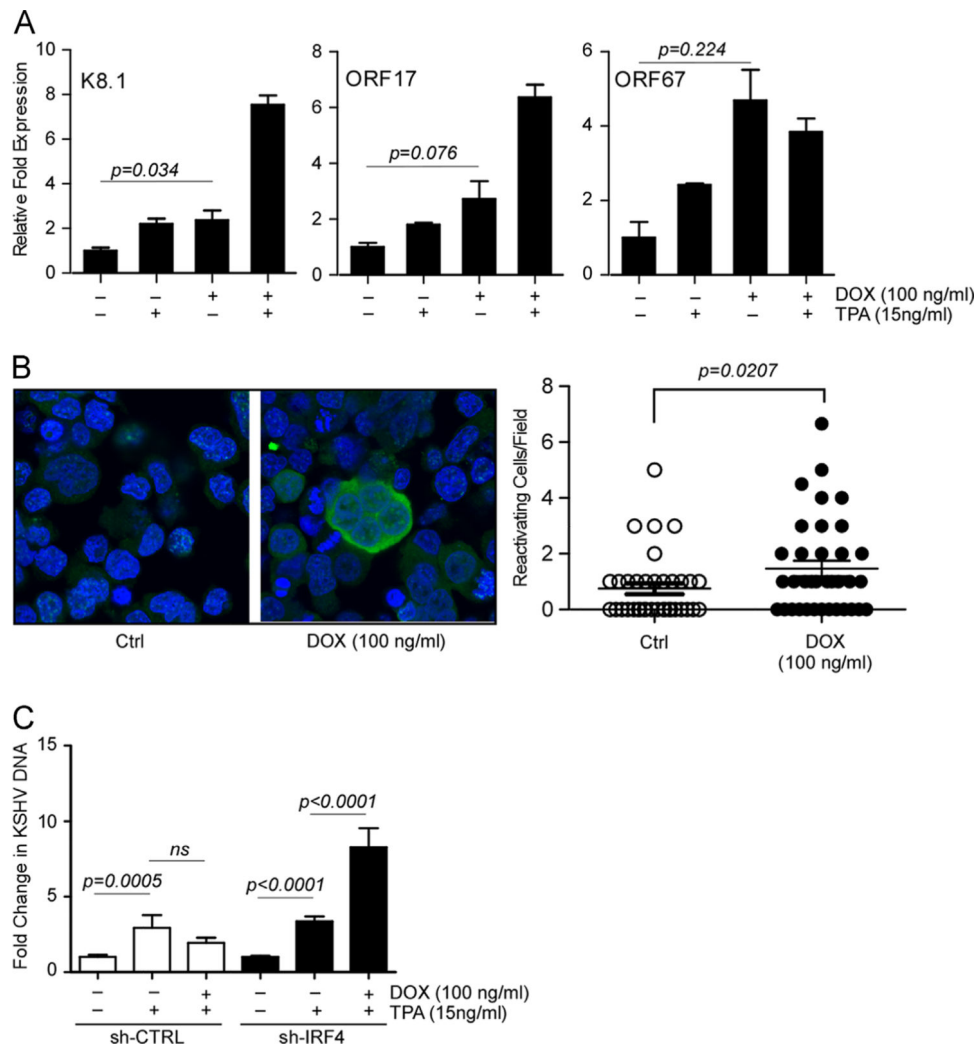 A
Relative Fold Expression
10
8
6
4
2
0
K8.1
p=0.034
– – + +
– + – +
8
6
4
2
0
ORF17
p=0.076
– – + +
– + – +
6
4
2
0
ORF67
p=0.224
– – + + DOX (100 ng/ml)
– + – + TPA (15ng/ml)
B
Ctrl
DOX (100 ng/ml)
Reactivating Cells/Field
8
6
4
2
0
p=0.0207
Ctrl
DOX
(100 ng/ml)
C
Fold Change in KSHV DNA
15
10
5
0
p=0.0005
ns
p<0.0001
p<0.0001
– – + – – + DOX (100 ng/ml)
– + + – + + TPA (15ng/ml)
sh-CTRL
sh-IRF4